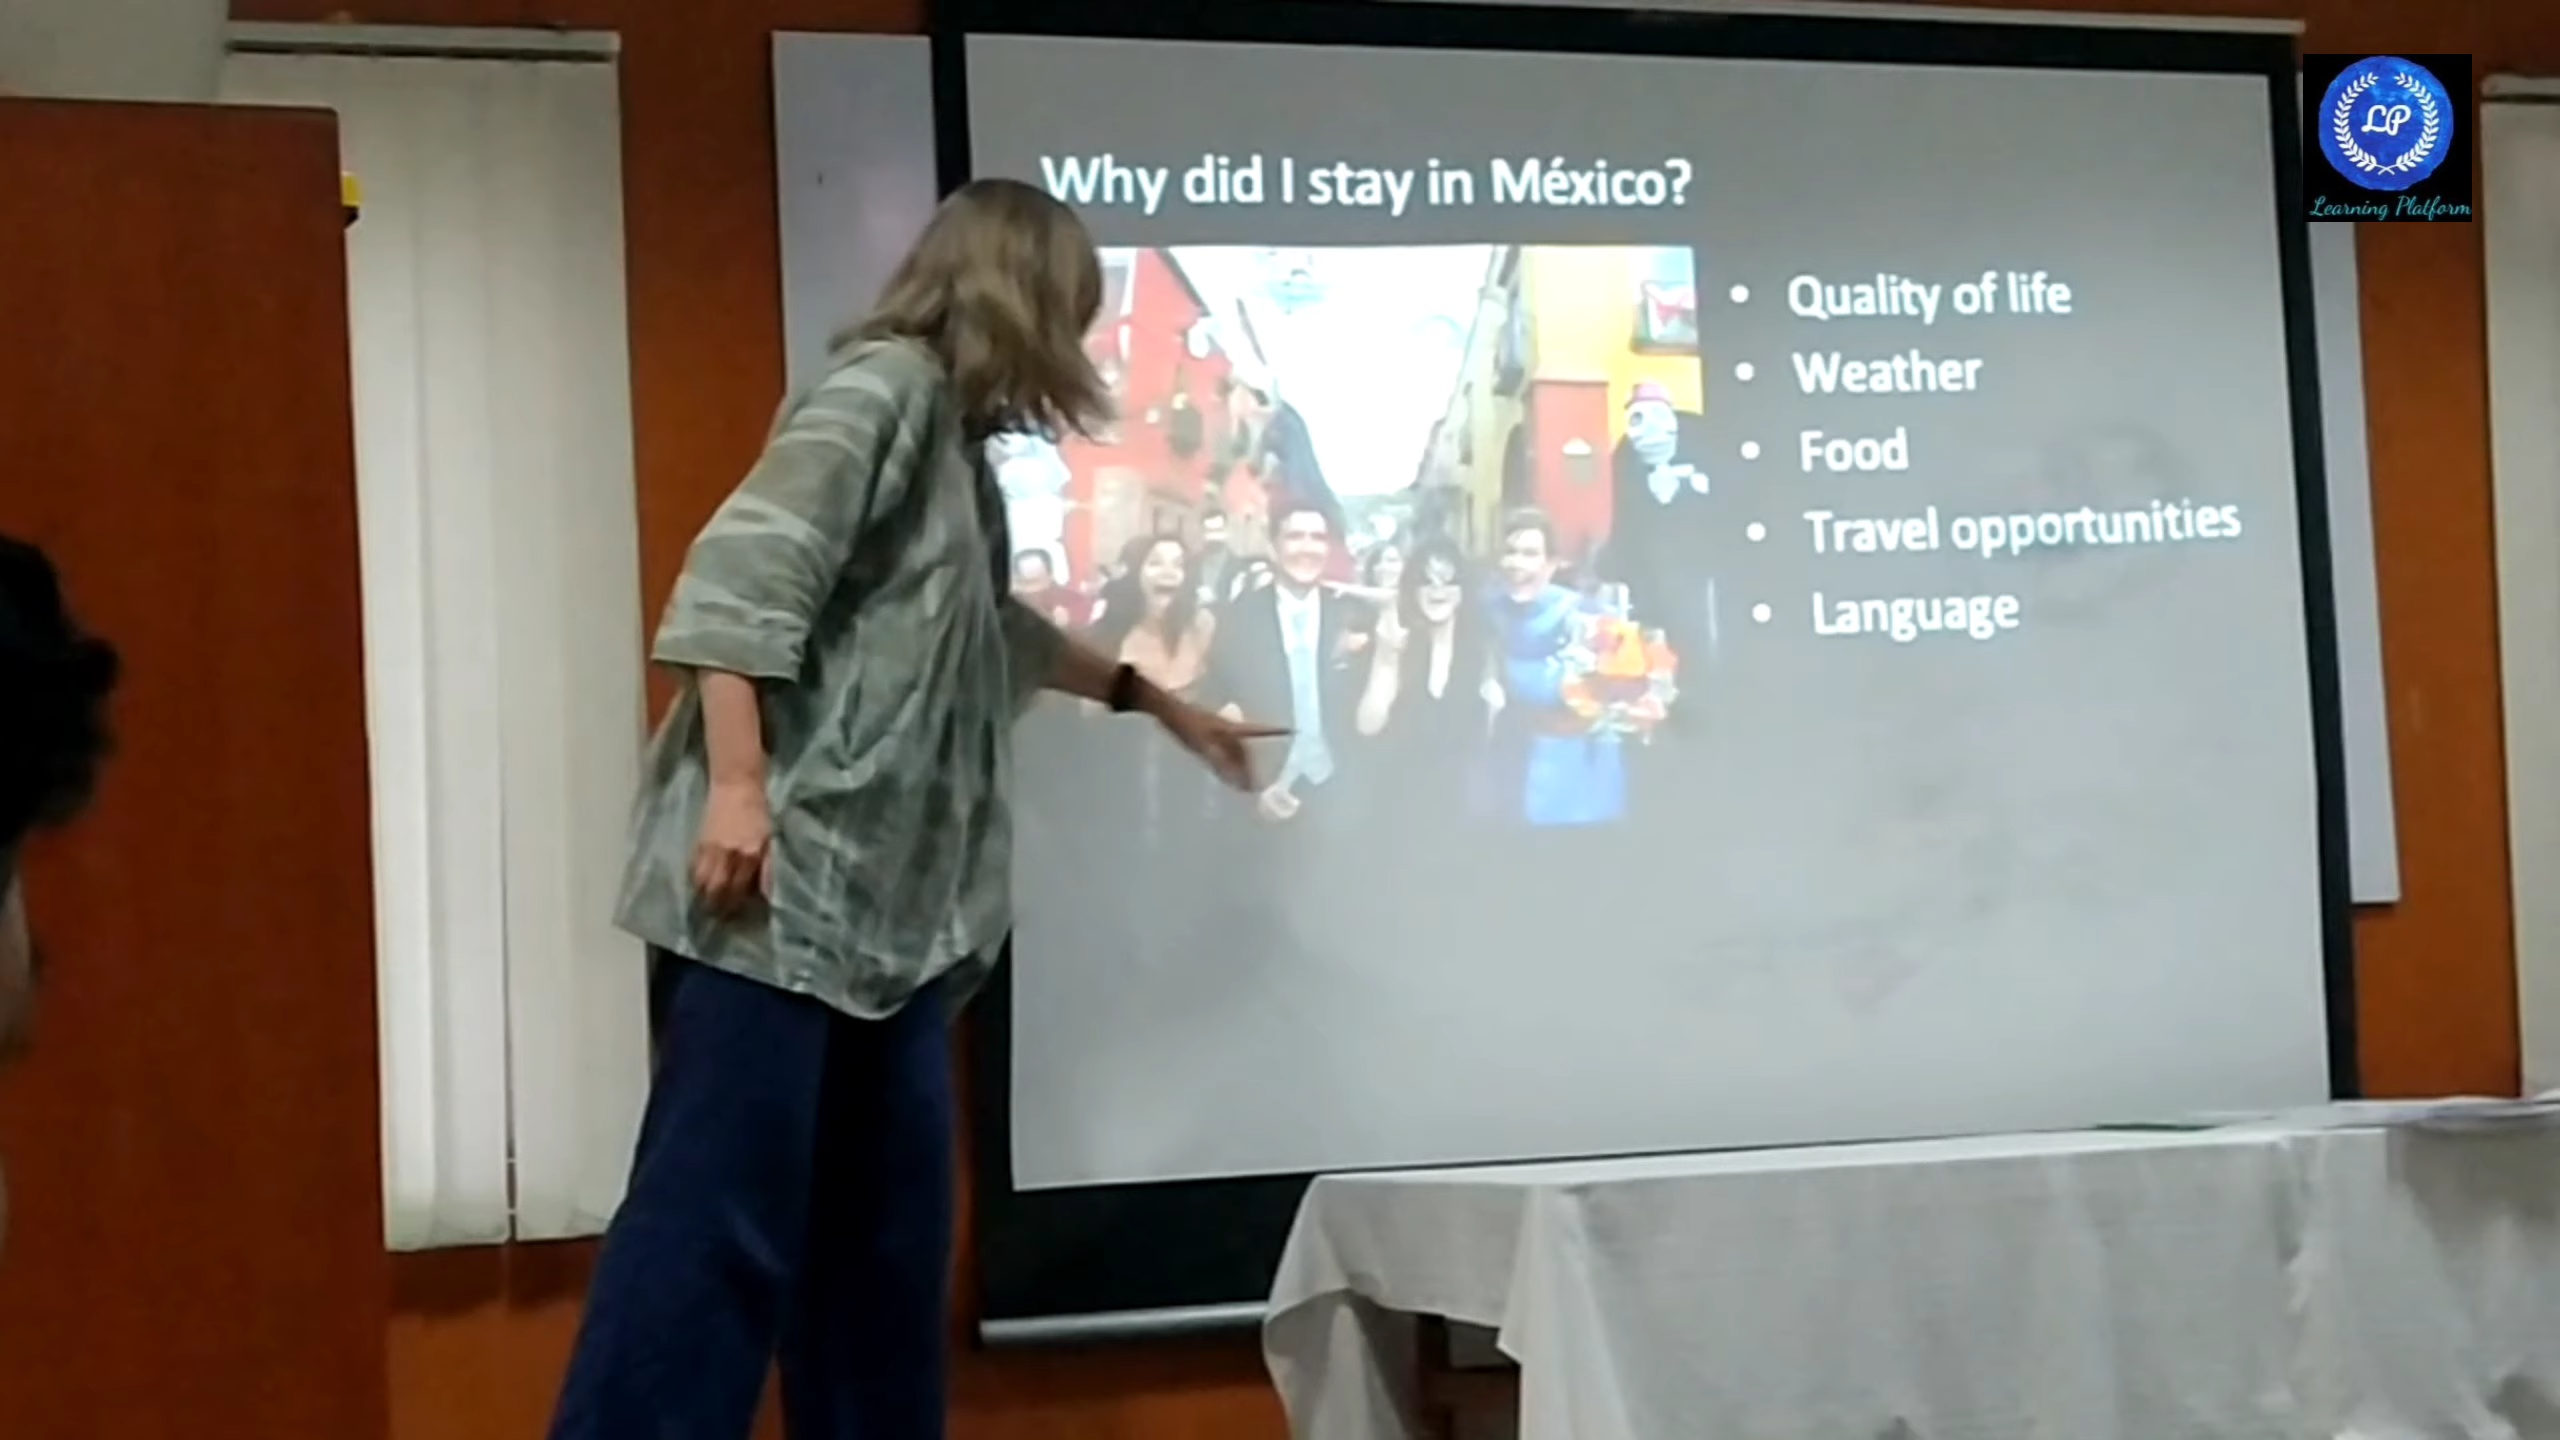 Why did I stay in México?
• Quality of life
• Weather
• Food
• Travel opportunities
• Language
LP
Learning Platform